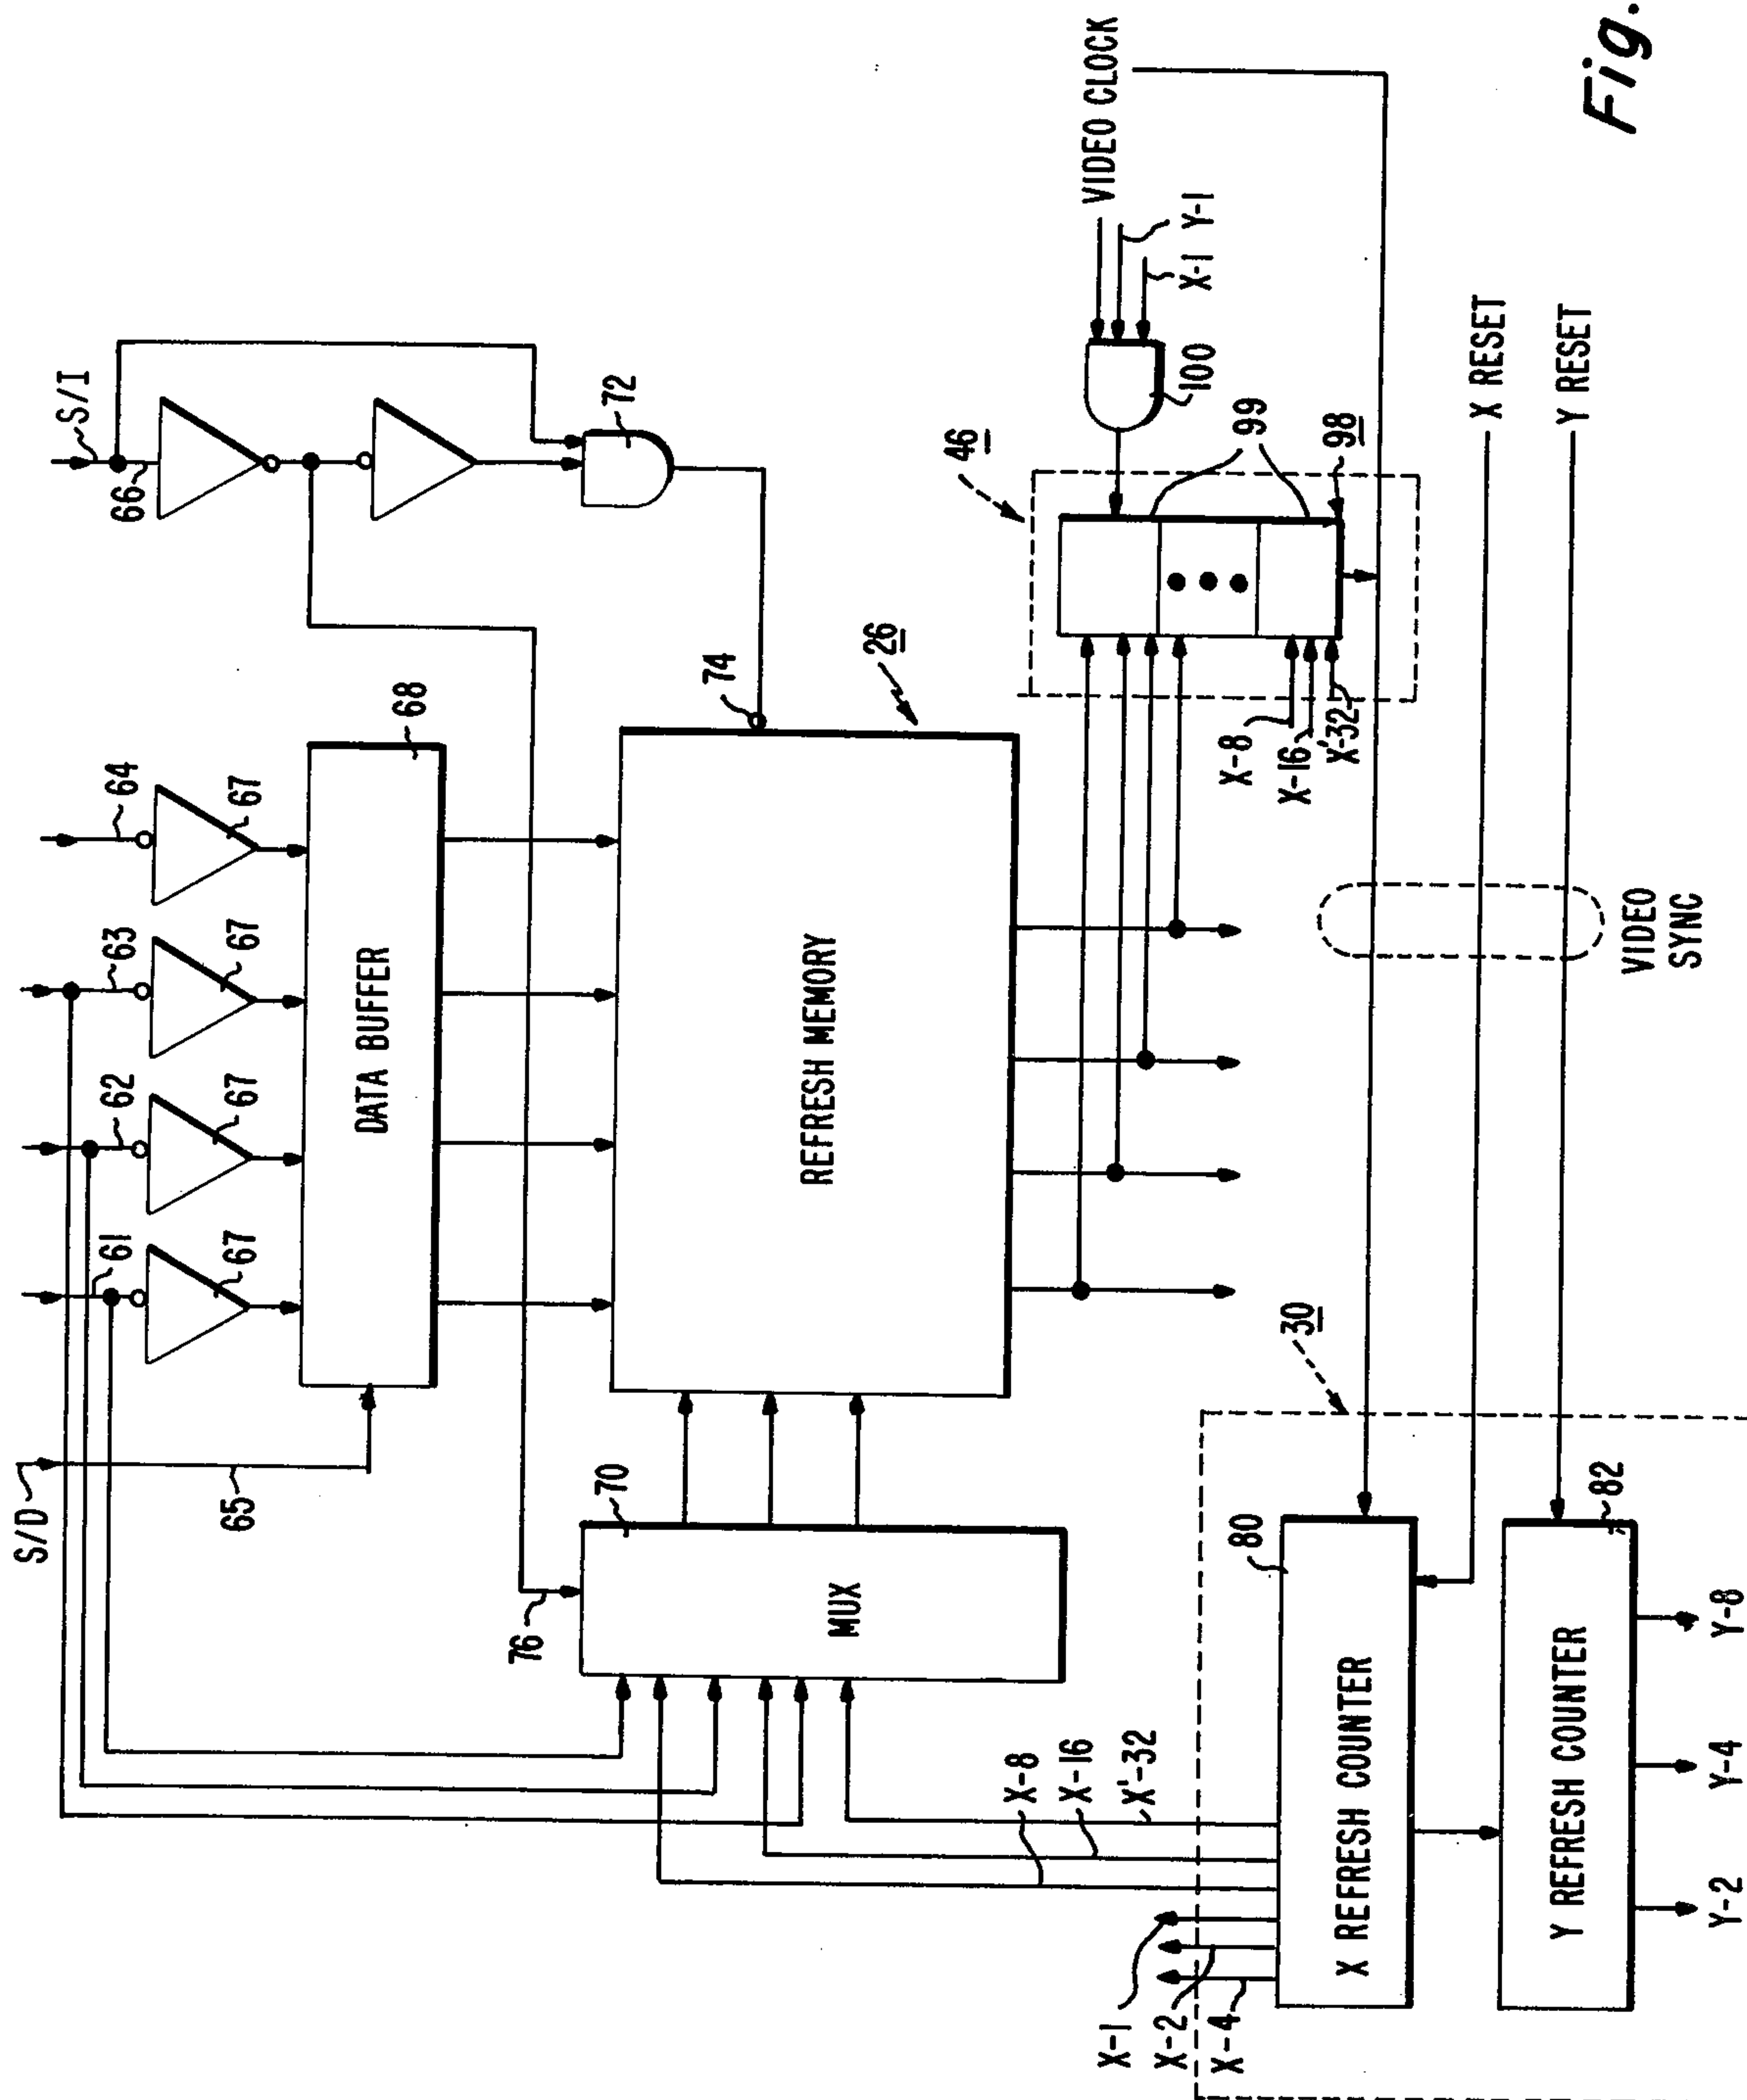 S/D
61
62
63
64
S/I
66
67
67
67
67
65
DATA BUFFER
68
72
76
70
MUX
REFRESH MEMORY
74
26
46
VIDEO CLOCK
X-1
Y-1
100
99
98
X-8
X-16
X'-32
X-8
X-16
X'-32
30
X-1
X-2
X-4
80
X REFRESH COUNTER
X RESET
Y RESET
VIDEO
SYNC
82
Y REFRESH COUNTER
Y-2
Y-4
Y-8
Fig.